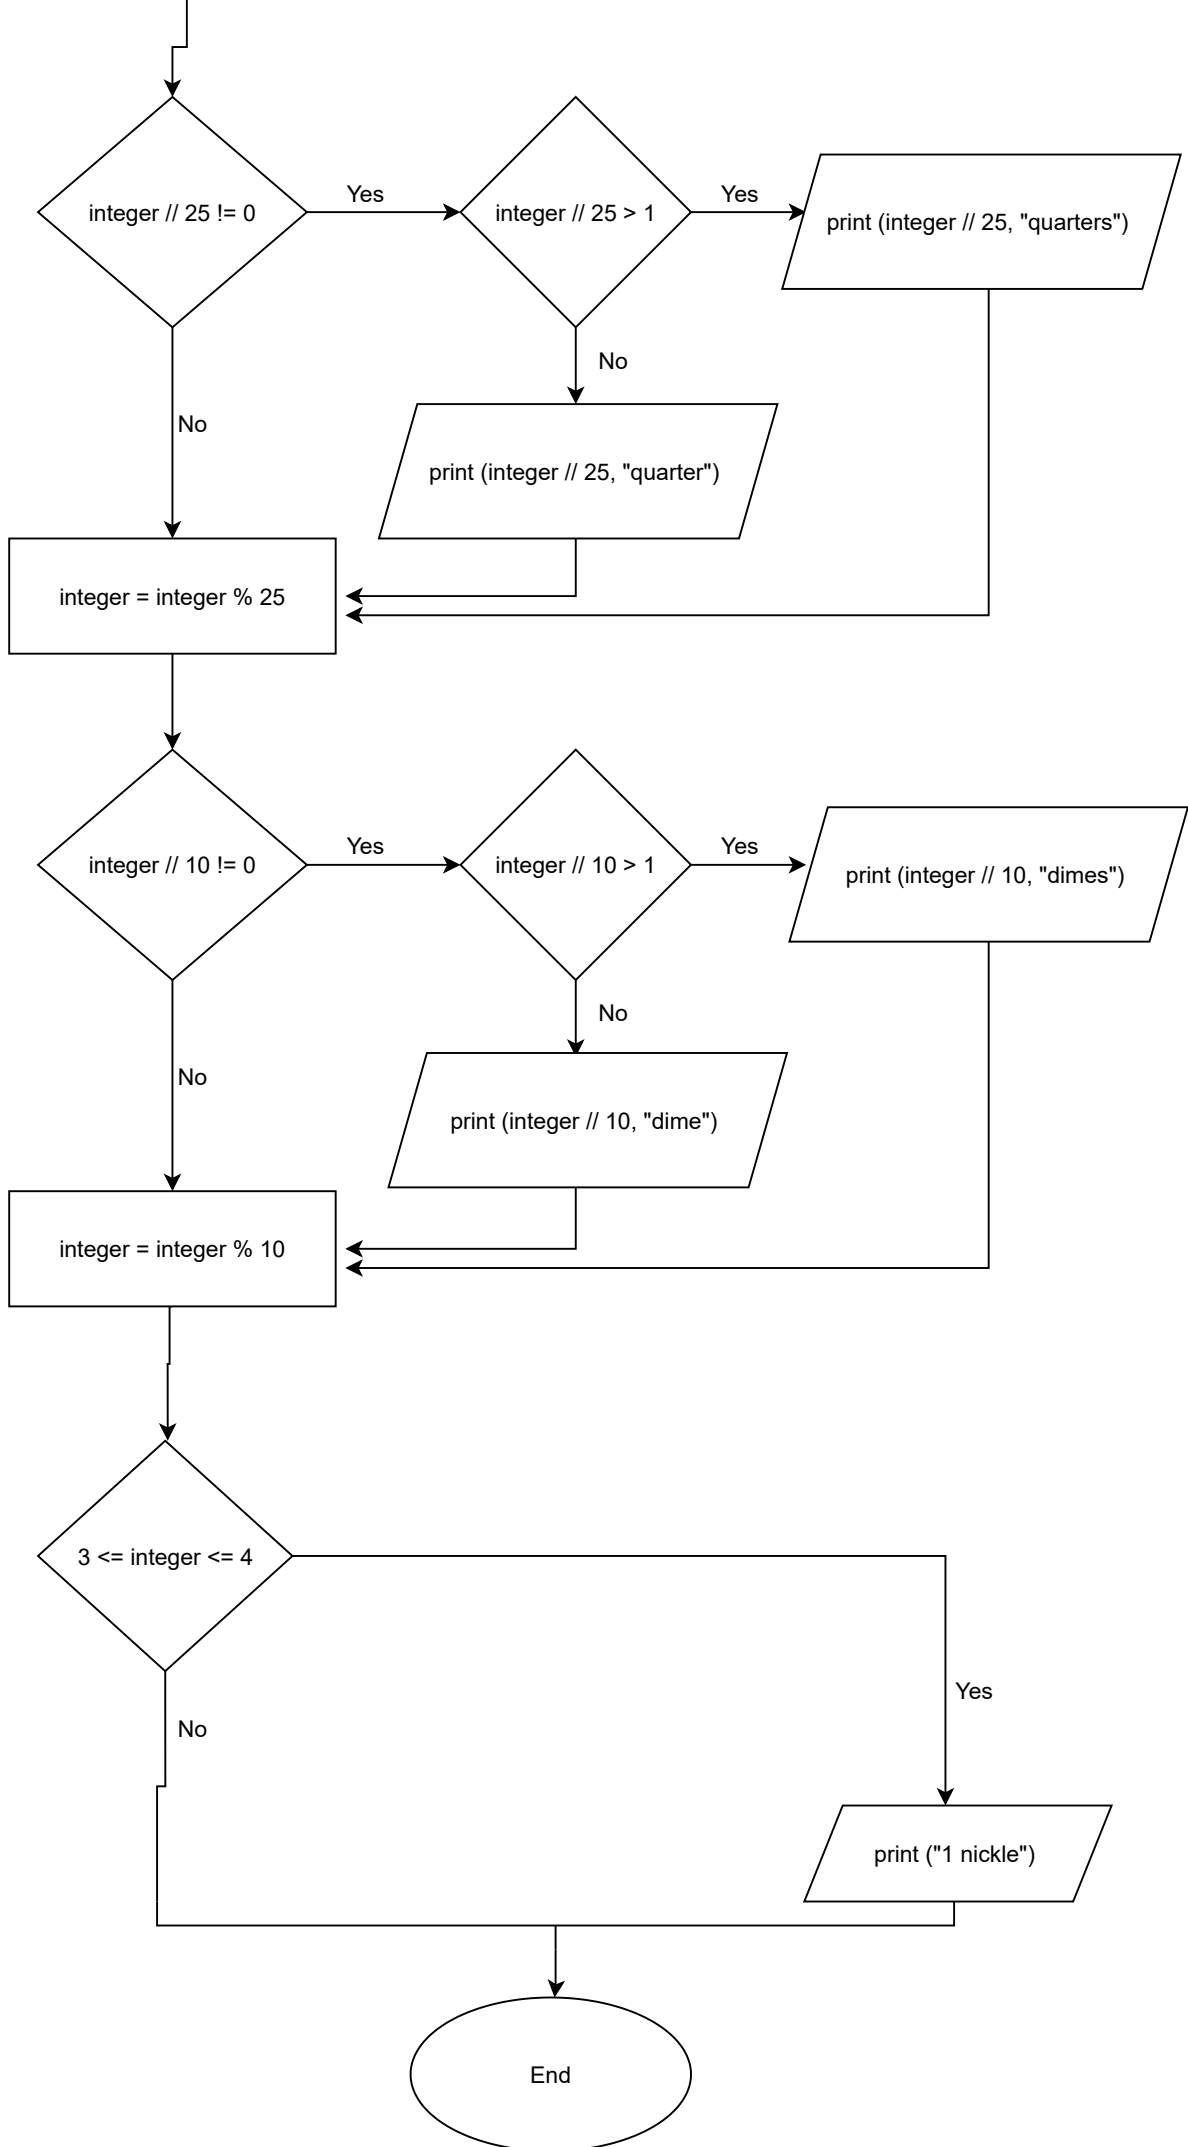 integer // 25 != 0
Yes
integer // 25 > 1
Yes
print (integer // 25, "quarters")
No
No
print (integer // 25, "quarter")
integer = integer % 25
integer // 10 != 0
Yes
integer // 10 > 1
Yes
print (integer // 10, "dimes")
No
No
print (integer // 10, "dime")
integer = integer % 10
3 <= integer <= 4
Yes
No
print ("1 nickle")
End